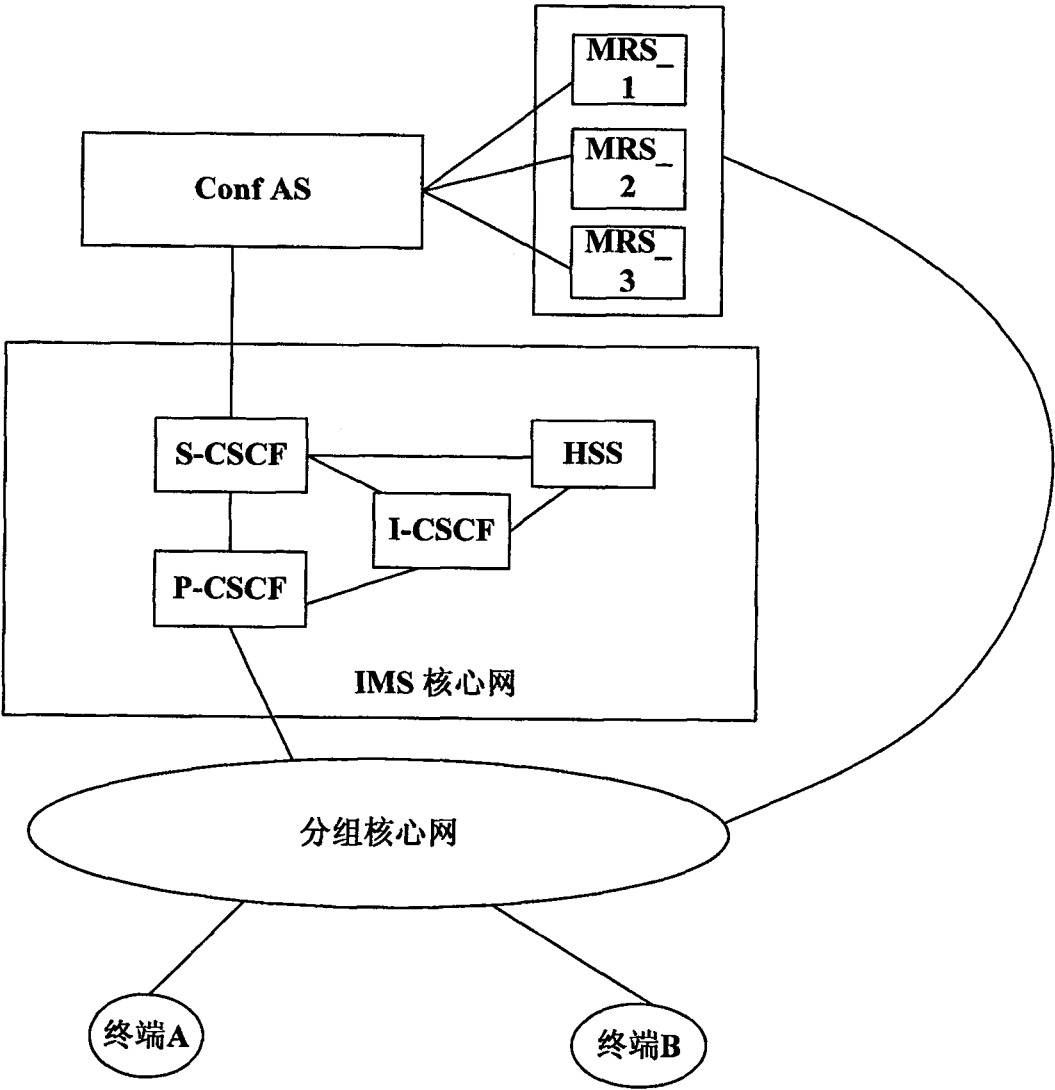 MRS_
1
Conf AS
MRS_
2
MRS_
3
S-CSCF
HSS
I-CSCF
P-CSCF
IMS 核心网
分组核心网
终端A
终端B